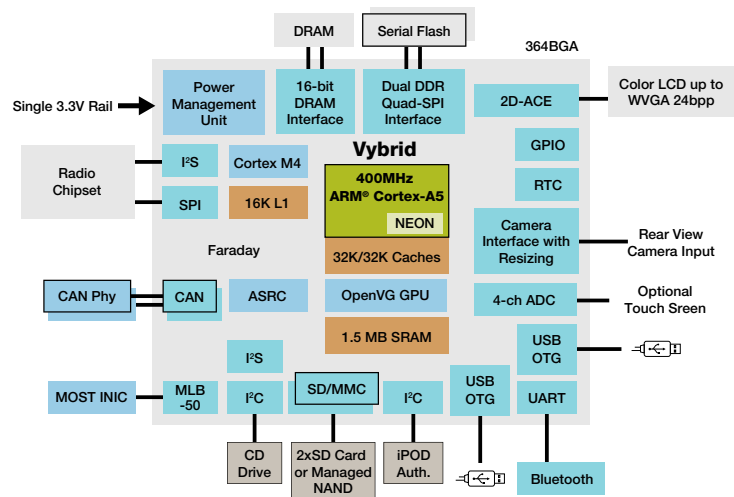 DRAM
Serial Flash
364BGA
Power
Management
Unit
16-bit
DRAM
Interface
Dual DDR
Quad-SPI
Interface
2D-ACE
Color LCD up to
WVGA 24bpp
Single 3.3V Rail
Vybrid
GPIO
Radio
Chipset
I²S
Cortex M4
400MHz
ARM® Cortex-A5
NEON
RTC
SPI
16K L1
Camera
Interface with
Resizing
Rear View
Camera Input
Faraday
32K/32K Caches
CAN Phy
CAN
ASRC
OpenVG GPU
4-ch ADC
Optional
Touch Sreen
1.5 MB SRAM
USB
OTG
I²S
MOST INIC
MLB
-50
I²C
SD/MMC
I²C
USB
OTG
UART
CD
Drive
2xSD Card
or Managed
NAND
iPOD
Auth.
Bluetooth